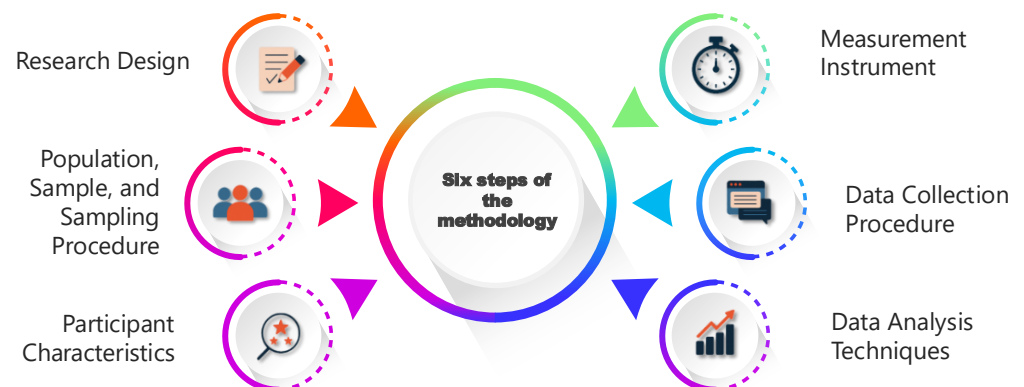 Research Design
Population,
Sample, and
Sampling
Procedure
Participant
Characteristics
Six steps of
the
methodology
Measurement
Instrument
Data Collection
Procedure
Data Analysis
Techniques